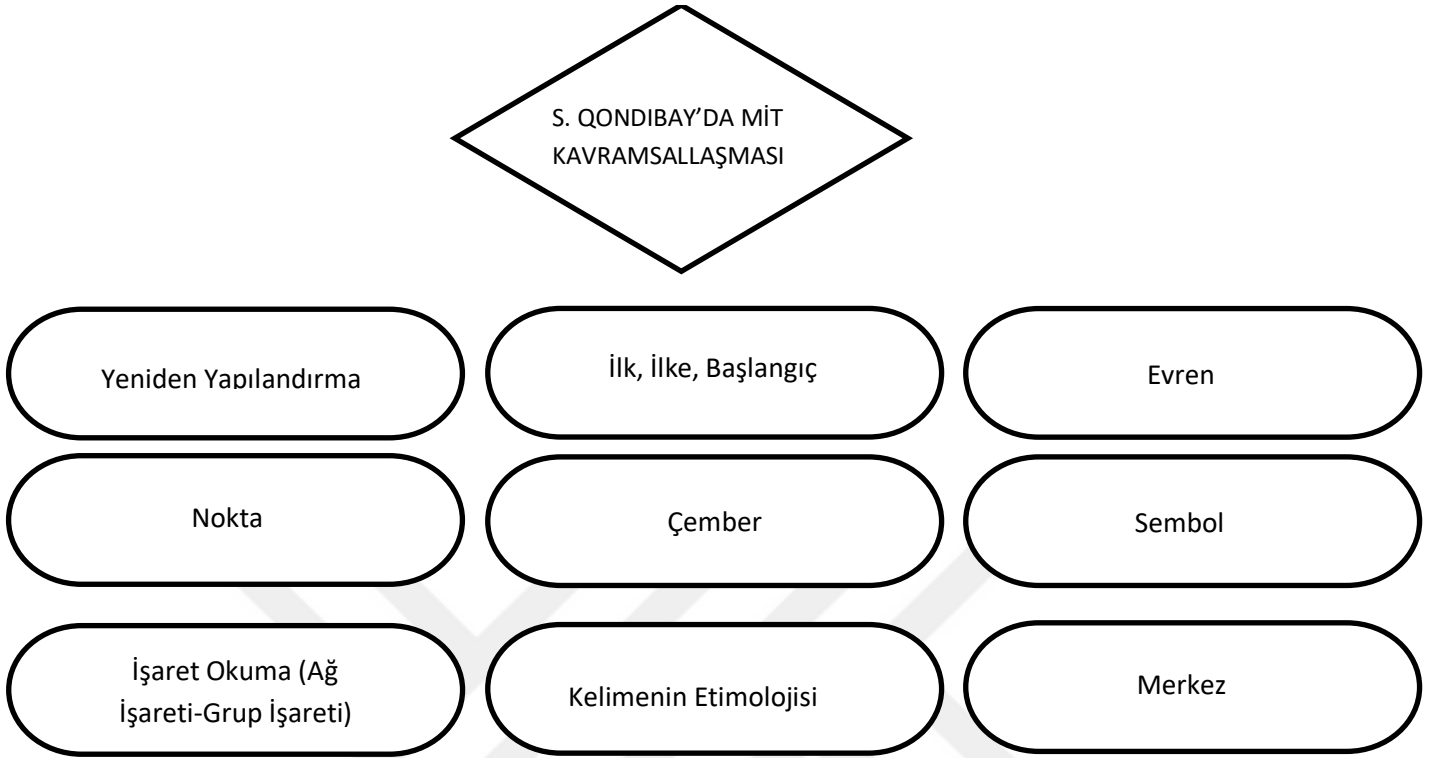 S. QONDIBAY’DA MİT
KAVRAMSALLAŞMASI
Yeniden Yapılandırma
İlk, İlke, Başlangıç
Evren
Nokta
Çember
Sembol
İşaret Okuma (Ağ
İşareti-Grup İşareti)
Kelimenin Etimolojisi
Merkez